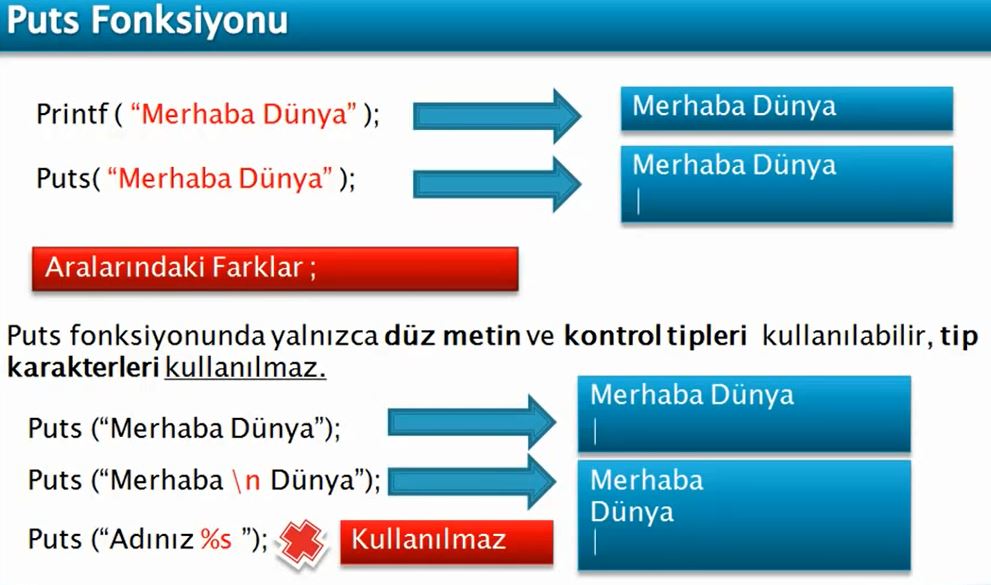 Puts Fonksiyonu
Printf ( “Merhaba Dünya” );
Merhaba Dünya
Puts( “Merhaba Dünya” );
Merhaba Dünya
|
Aralarındaki Farklar ;
Puts fonksiyonunda yalnızca düz metin ve kontrol tipleri kullanılabilir, tip
karakterleri kullanılmaz.
Puts (“Merhaba Dünya”);
Merhaba Dünya
|
Puts (“Merhaba \n Dünya”);
Merhaba
Dünya
|
Puts (“Adınız %s ”);
Kullanılmaz